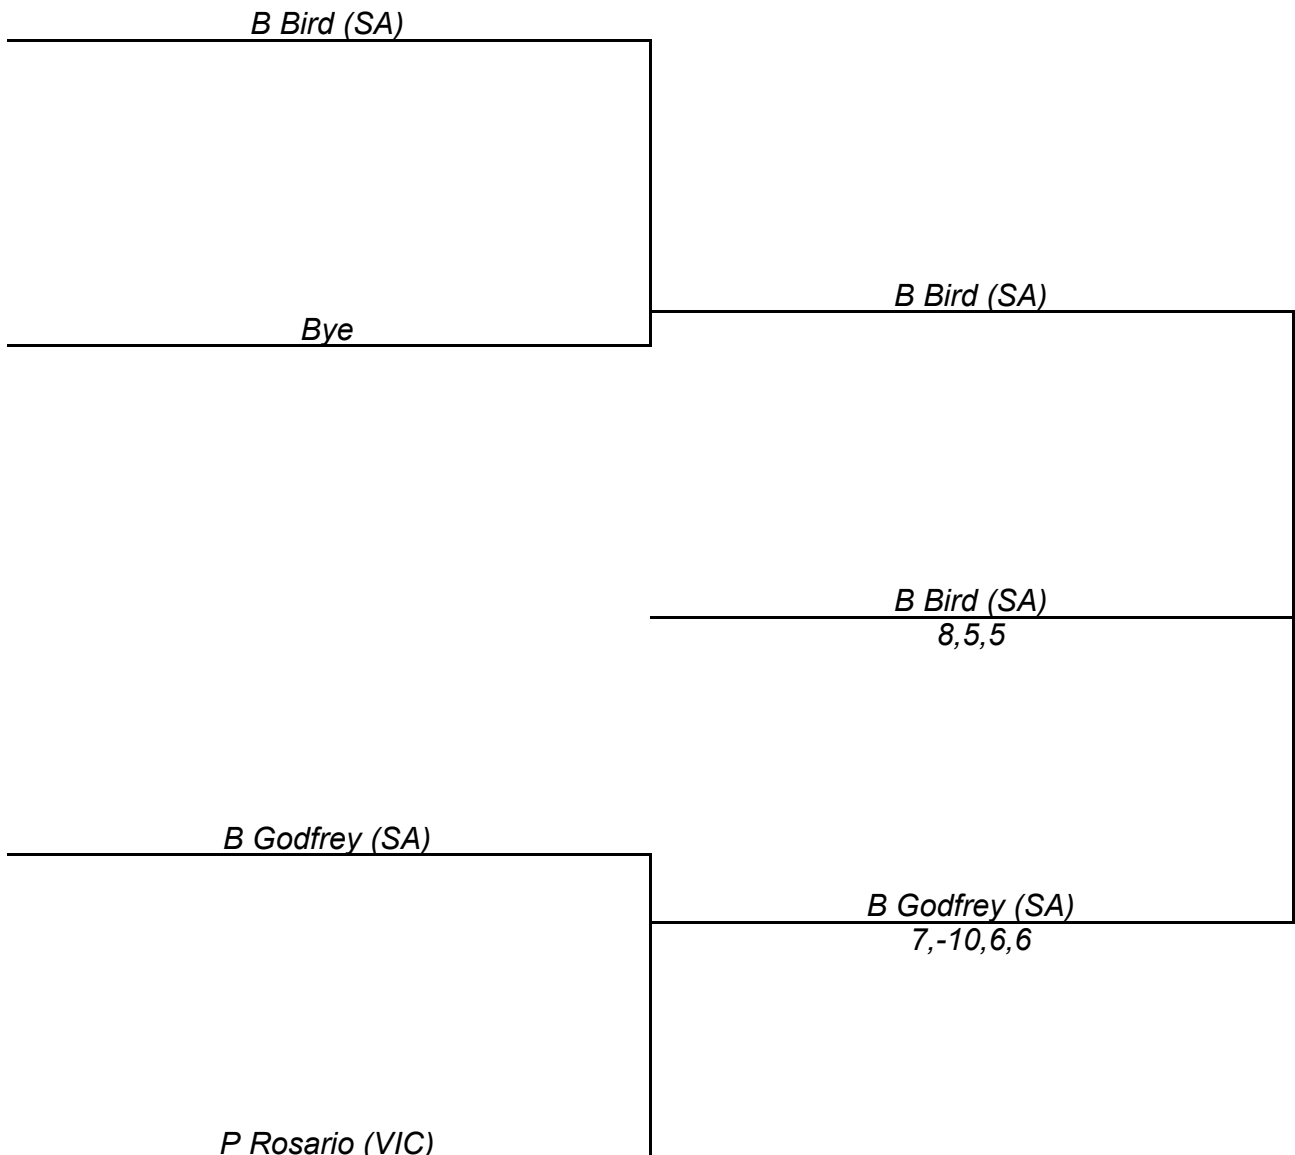 B Bird (SA)
B Bird (SA)
Bye
B Bird (SA)
8,5,5
B Godfrey (SA)
B Godfrey (SA)
7,-10,6,6
P Rosario (VIC)